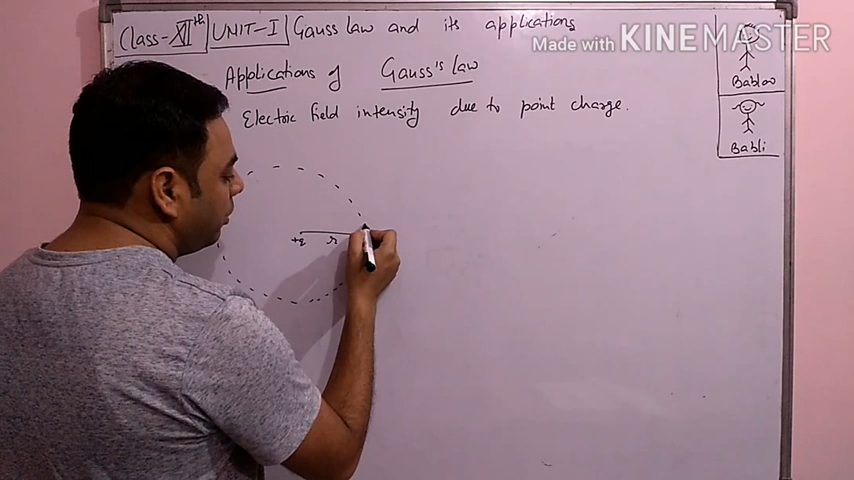 Class-XIth UNIT-I Gauss law and its applications
Made with KINEMASTER
Applications of Gauss's law
Babloo
Electric field intensity due to point charge.
Babli
+q r